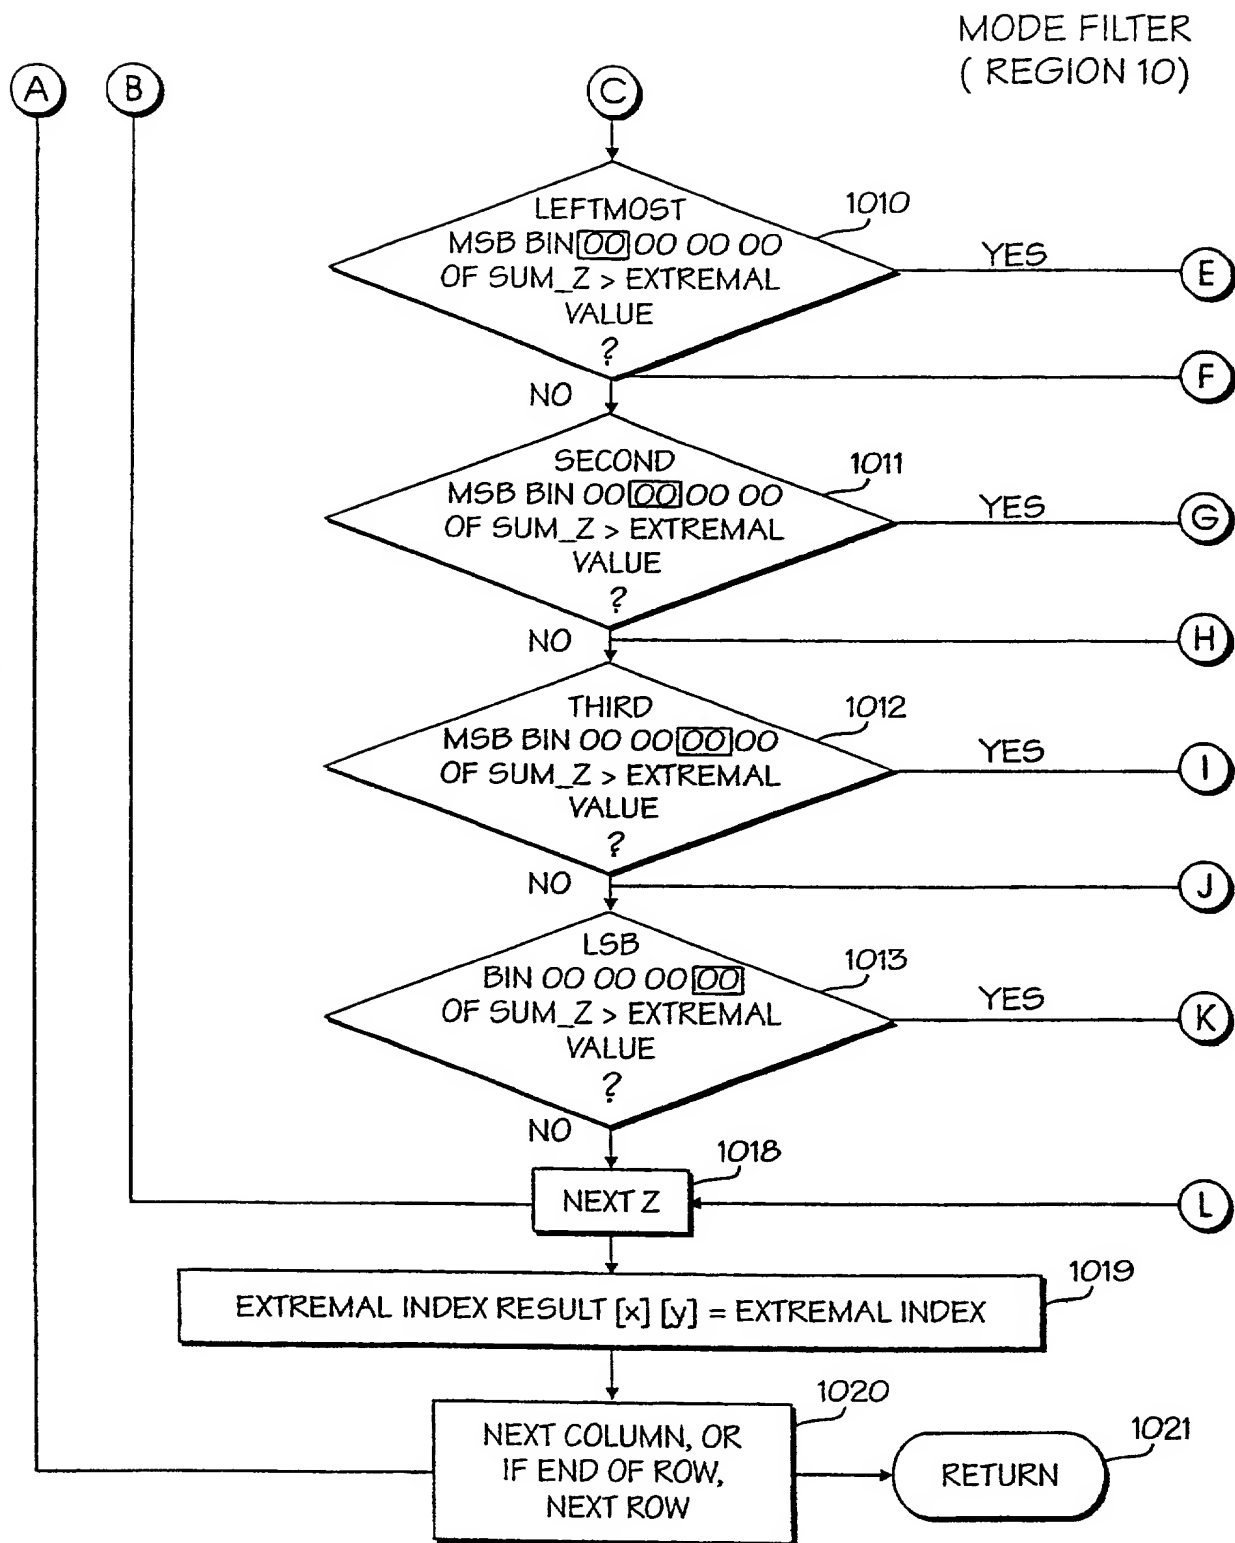 MODE FILTER
( REGION 10)
A
B
C
LEFTMOST
MSB BIN 00 00 00 00
OF SUM_Z > EXTREMAL
VALUE
?
1010
YES
E
F
NO
SECOND
MSB BIN 00 00 00 00
OF SUM_Z > EXTREMAL
VALUE
?
1011
YES
G
NO
H
THIRD
MSB BIN 00 00 00 00
OF SUM_Z > EXTREMAL
VALUE
?
1012
YES
I
NO
J
LSB
BIN 00 00 00 00
OF SUM_Z > EXTREMAL
VALUE
?
1013
YES
K
NO
1018
NEXT Z
L
1019
EXTREMAL INDEX RESULT [x] [y] = EXTREMAL INDEX
1020
NEXT COLUMN, OR
IF END OF ROW,
NEXT ROW
1021
RETURN